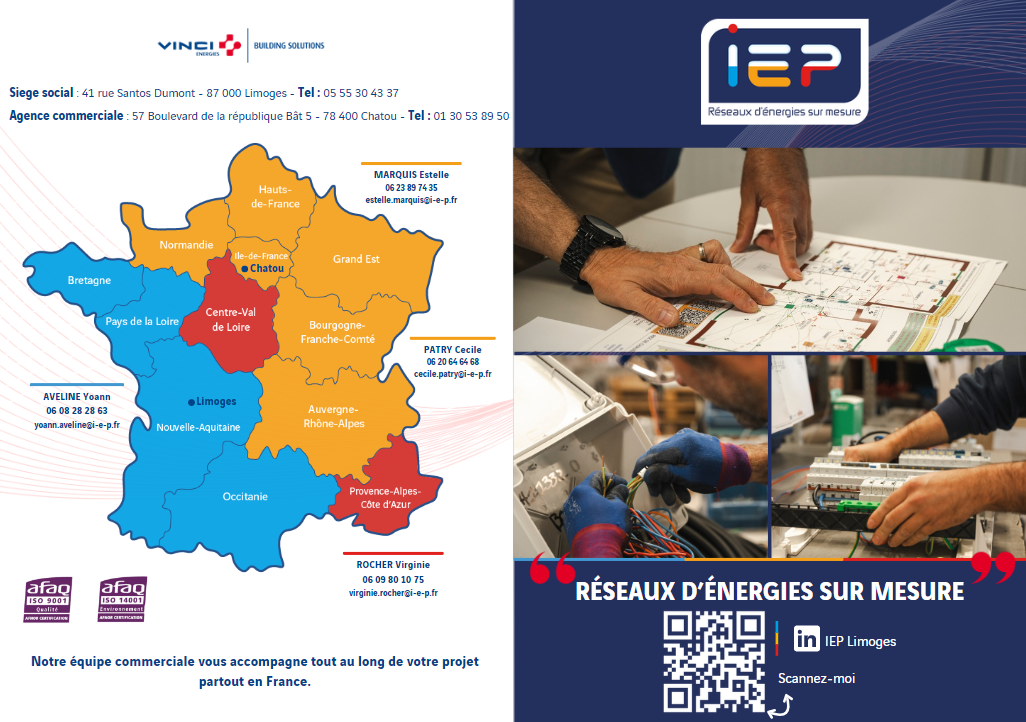 VINCI
ENERGIES
BUILDING SOLUTIONS
Siege social : 41 rue Santos Dumont - 87 000 Limoges - Tel : 05 55 30 43 37
Agence commerciale : 57 Boulevard de la république Bât 5 - 78 400 Chatou - Tel : 01 30 53 89 50
MARQUIS Estelle
06 23 89 74 35
estelle.marquis@i-e-p.fr
Hauts-
de-France
Normandie
Ile-de-France
Chatou
Grand Est
Bretagne
Pays de la Loire
Centre-Val
de Loire
Bourgogne-
Franche-Comté
PATRY Cecile
06 20 64 64 68
cecile.patry@i-e-p.fr
AVELINE Yoann
06 08 28 28 63
yoann.aveline@i-e-p.fr
Limoges
Nouvelle-Aquitaine
Auvergne-
Rhône-Alpes
Occitanie
Provence-Alpes-
Côte d'Azur
ROCHER Virginie
06 09 80 10 75
virginie.rocher@i-e-p.fr
afaq
ISO 9001
Qualité
AFNOR CERTIFICATION
afaq
ISO 14001
Environnement
AFNOR CERTIFICATION
Notre équipe commerciale vous accompagne tout au long de votre projet
partout en France.
iEP
Réseaux d'énergies sur mesure
RÉSEAUX D'ÉNERGIES SUR MESURE
in IEP Limoges
Scannez-moi